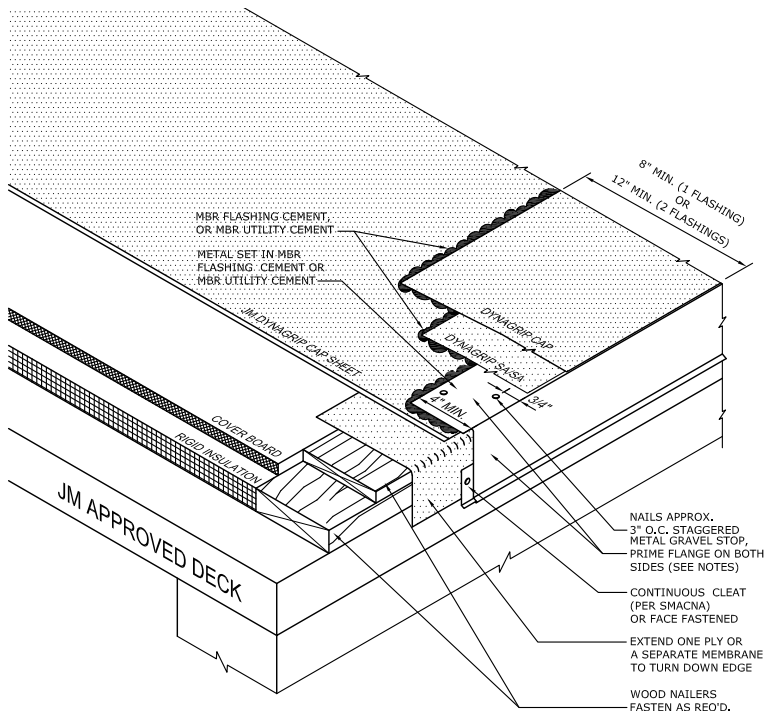 8" MIN. (1 FLASHING)
OR
12" MIN. (2 FLASHINGS)
MBR FLASHING CEMENT,
OR MBR UTILITY CEMENT
METAL SET IN MBR
FLASHING CEMENT OR
MBR UTILITY CEMENT
JM DYNAGRIP CAP SHEET
DYNAGRIP CAP
DYNAGRIP SN/SA
4" MIN.
3/4"
COVER BOARD
RIGID INSULATION
JM APPROVED DECK
NAILS APPROX.
3" O.C. STAGGERED
METAL GRAVEL STOP,
PRIME FLANGE ON BOTH
SIDES (SEE NOTES)
CONTINUOUS CLEAT
(PER SMACNA)
OR FACE FASTENED
EXTEND ONE PLY OR
A SEPARATE MEMBRANE
TO TURN DOWN EDGE
WOOD NAILERS
FASTEN AS REQ'D.